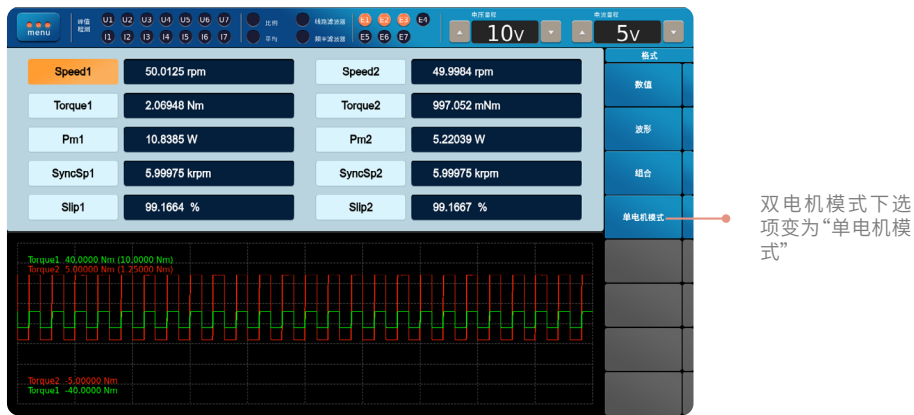 menu
峰值
检测
U1 U2 U3 U4 U5 U6 U7
I1 I2 I3 I4 I5 I6 I7
比例
平均
线路滤波器
频率滤波器
E1 E2 E3 E4
E5 E6 E7
电压量程
10V
电流量程
5V
格式
Speed1 50.0125 rpm Speed2 49.9984 rpm
Torque1 2.06948 Nm Torque2 997.052 mNm
Pm1 10.8385 W Pm2 5.22039 W
SyncSp1 5.99975 krpm SyncSp2 5.99975 krpm
Slip1 99.1664 % Slip2 99.1667 %
数值
波形
组合
单电机模式
Torque1 40.0000 Nm (10.0000 Nm)
Torque2 5.00000 Nm (1.25000 Nm)
Torque2 -5.00000 Nm
Torque1 -40.0000 Nm
双电机模式下选
项变为“单电机模
式”